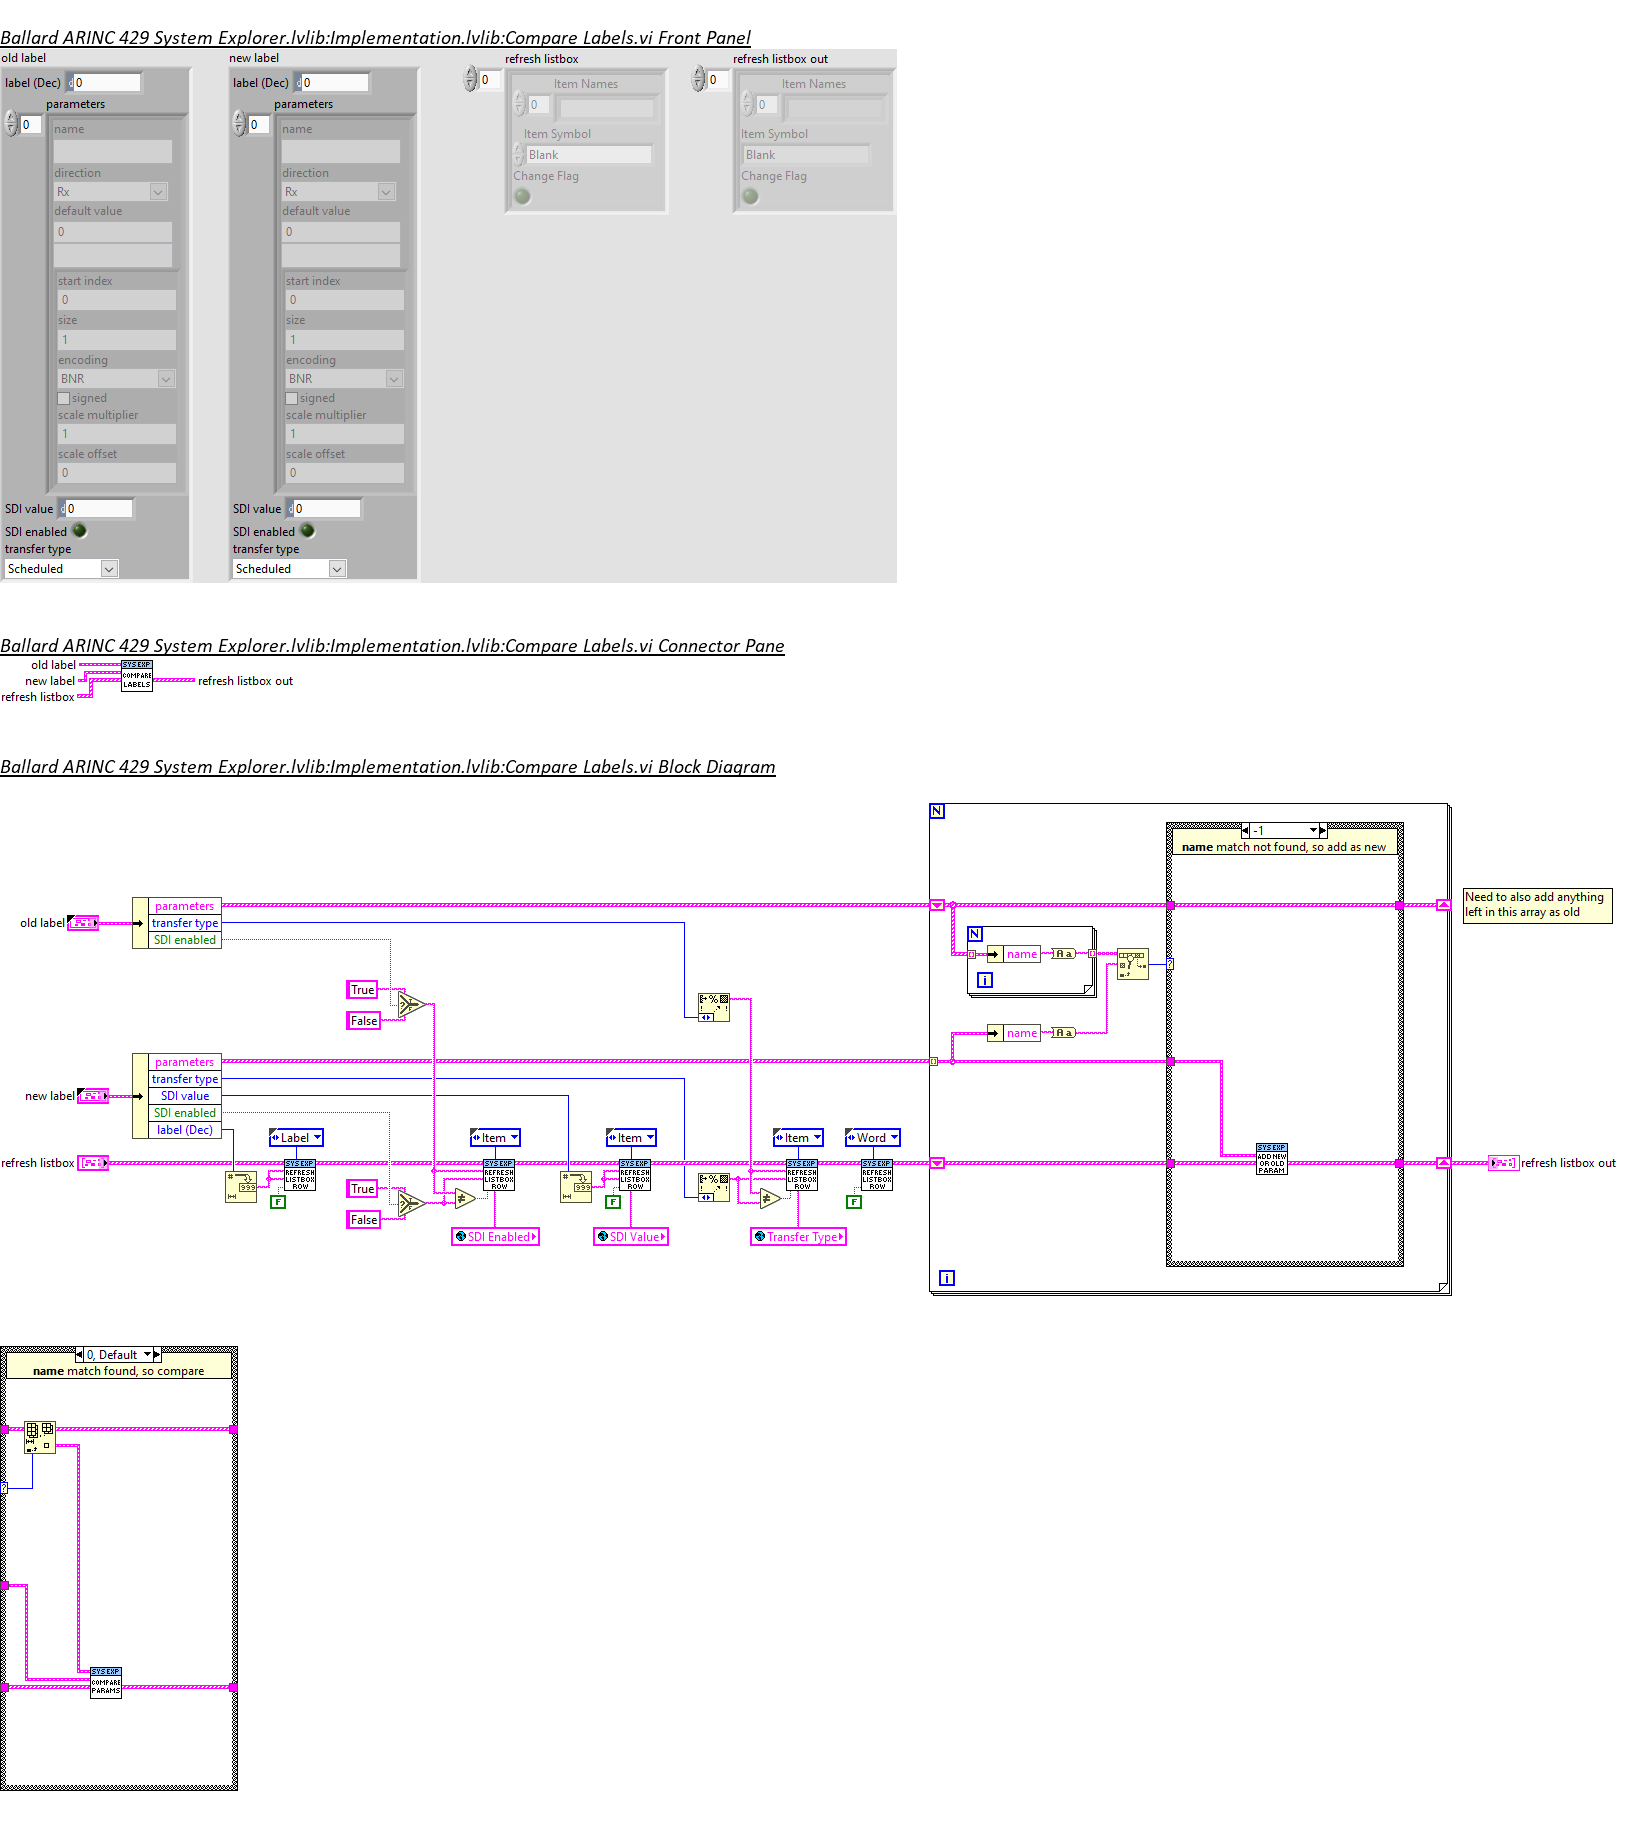 Ballard ARINC 429 System Explorer.lvlib:Implementation.lvlib:Compare Labels.vi Front Panel
old label
new label
refresh listbox
refresh listbox out
label (Dec) d 0
label (Dec) d 0
0
Item Names
0
Item Names
parameters
parameters
0
0
0
name
0
name
Item Symbol
Item Symbol
Blank
Blank
direction
direction
Change Flag
Change Flag
Rx
Rx
default value
default value
0
0
start index
start index
0
0
size
size
1
1
encoding
encoding
BNR
BNR
signed
signed
scale multiplier
scale multiplier
1
1
scale offset
scale offset
0
0
SDI value d 0
SDI value d 0
SDI enabled
SDI enabled
transfer type
transfer type
Scheduled
Scheduled
Ballard ARINC 429 System Explorer.lvlib:Implementation.lvlib:Compare Labels.vi Connector Pane
old label
new label
refresh listbox
SYS EXP
COMPARE
LABELS
refresh listbox out
Ballard ARINC 429 System Explorer.lvlib:Implementation.lvlib:Compare Labels.vi Block Diagram
N
-1
name match not found, so add as new
old label
parameters
transfer type
SDI enabled
Need to also add anything
left in this array as old
N
name
Aa
i
True
False
name
Aa
new label
parameters
transfer type
SDI value
SDI enabled
label (Dec)
Label
Item
Item
Item
Word
refresh listbox
SYS EXP
REFRESH
LISTBOX
ROW
SYS EXP
REFRESH
LISTBOX
ROW
SYS EXP
REFRESH
LISTBOX
ROW
SYS EXP
REFRESH
LISTBOX
ROW
SYS EXP
REFRESH
LISTBOX
ROW
SYS EXP
ADD NEW
OR OLD
PARAM
refresh listbox out
999
F
True
False
999
F
F
SDI Enabled
SDI Value
Transfer Type
i
0, Default
name match found, so compare
SYS EXP
COMPARE
PARAMS